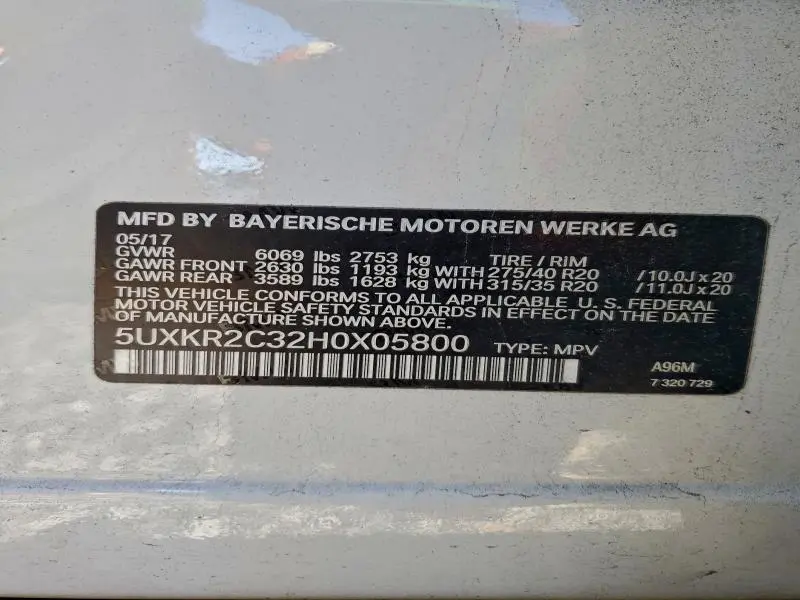 MFD BY BAYERISCHE MOTOREN WERKE AG
05/17
GVWR 6069 lbs 2753 kg TIRE / RIM
GAWR FRONT 2630 lbs 1193 kg WITH 275/40 R20 /10.0J x 20
GAWR REAR 3589 lbs 1628 kg WITH 315/35 R20 /11.0J x 20
THIS VEHICLE CONFORMS TO ALL APPLICABLE U. S. FEDERAL
MOTOR VEHICLE SAFETY STANDARDS IN EFFECT ON THE DATE
OF MANUFACTURE SHOWN ABOVE.
5UXKR2C32H0X05800 TYPE: MPV
A96M
7 320 729